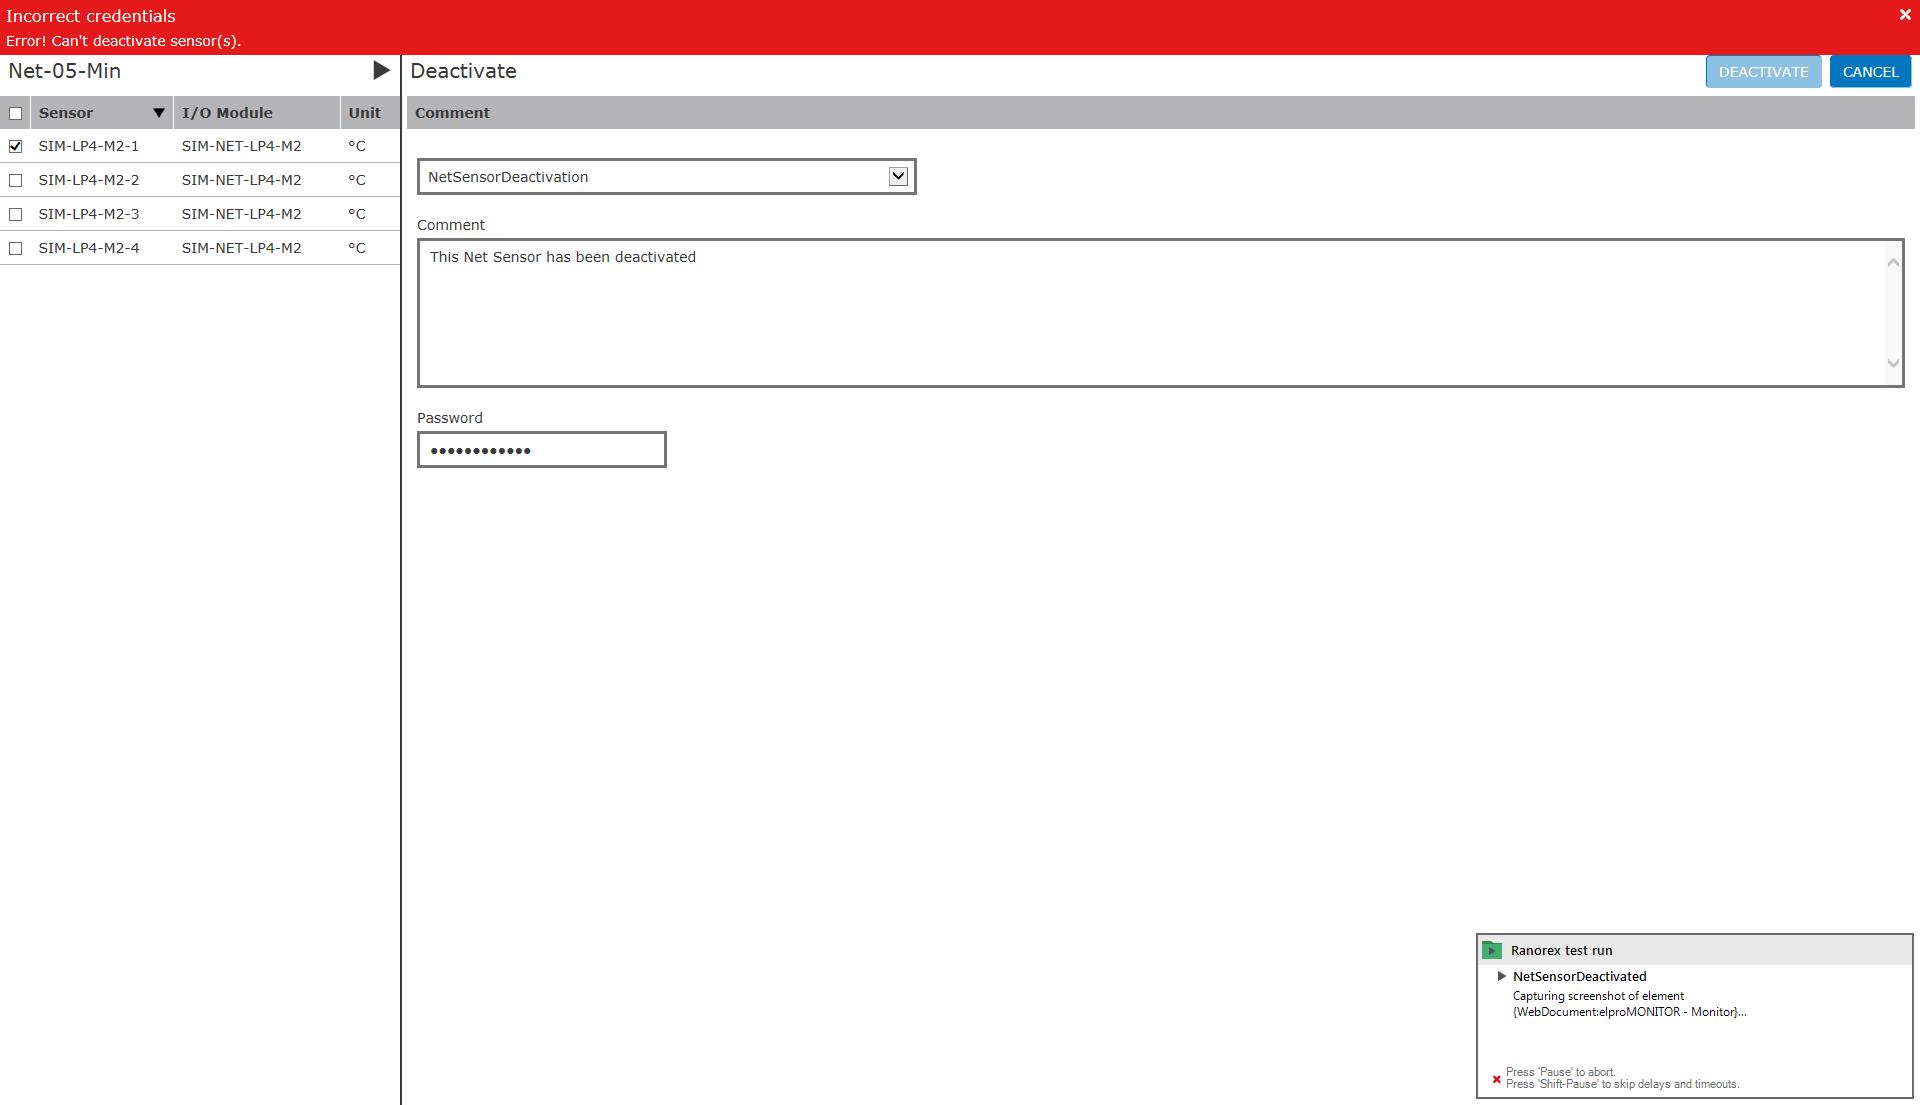 Incorrect credentials
Error! Can't deactivate sensor(s).
Net-05-Min
Deactivate
DEACTIVATE
CANCEL
Sensor I/O Module Unit
SIM-LP4-M2-1 SIM-NET-LP4-M2 °C
SIM-LP4-M2-2 SIM-NET-LP4-M2 °C
SIM-LP4-M2-3 SIM-NET-LP4-M2 °C
SIM-LP4-M2-4 SIM-NET-LP4-M2 °C
Comment
NetSensorDeactivation
Comment
This Net Sensor has been deactivated
Password
Ranorex test run
NetSensorDeactivated
Capturing screenshot of element
{WebDocument:elproMONITOR - Monitor}...
Press 'Pause' to abort.
Press 'Shift-Pause' to skip delays and timeouts.